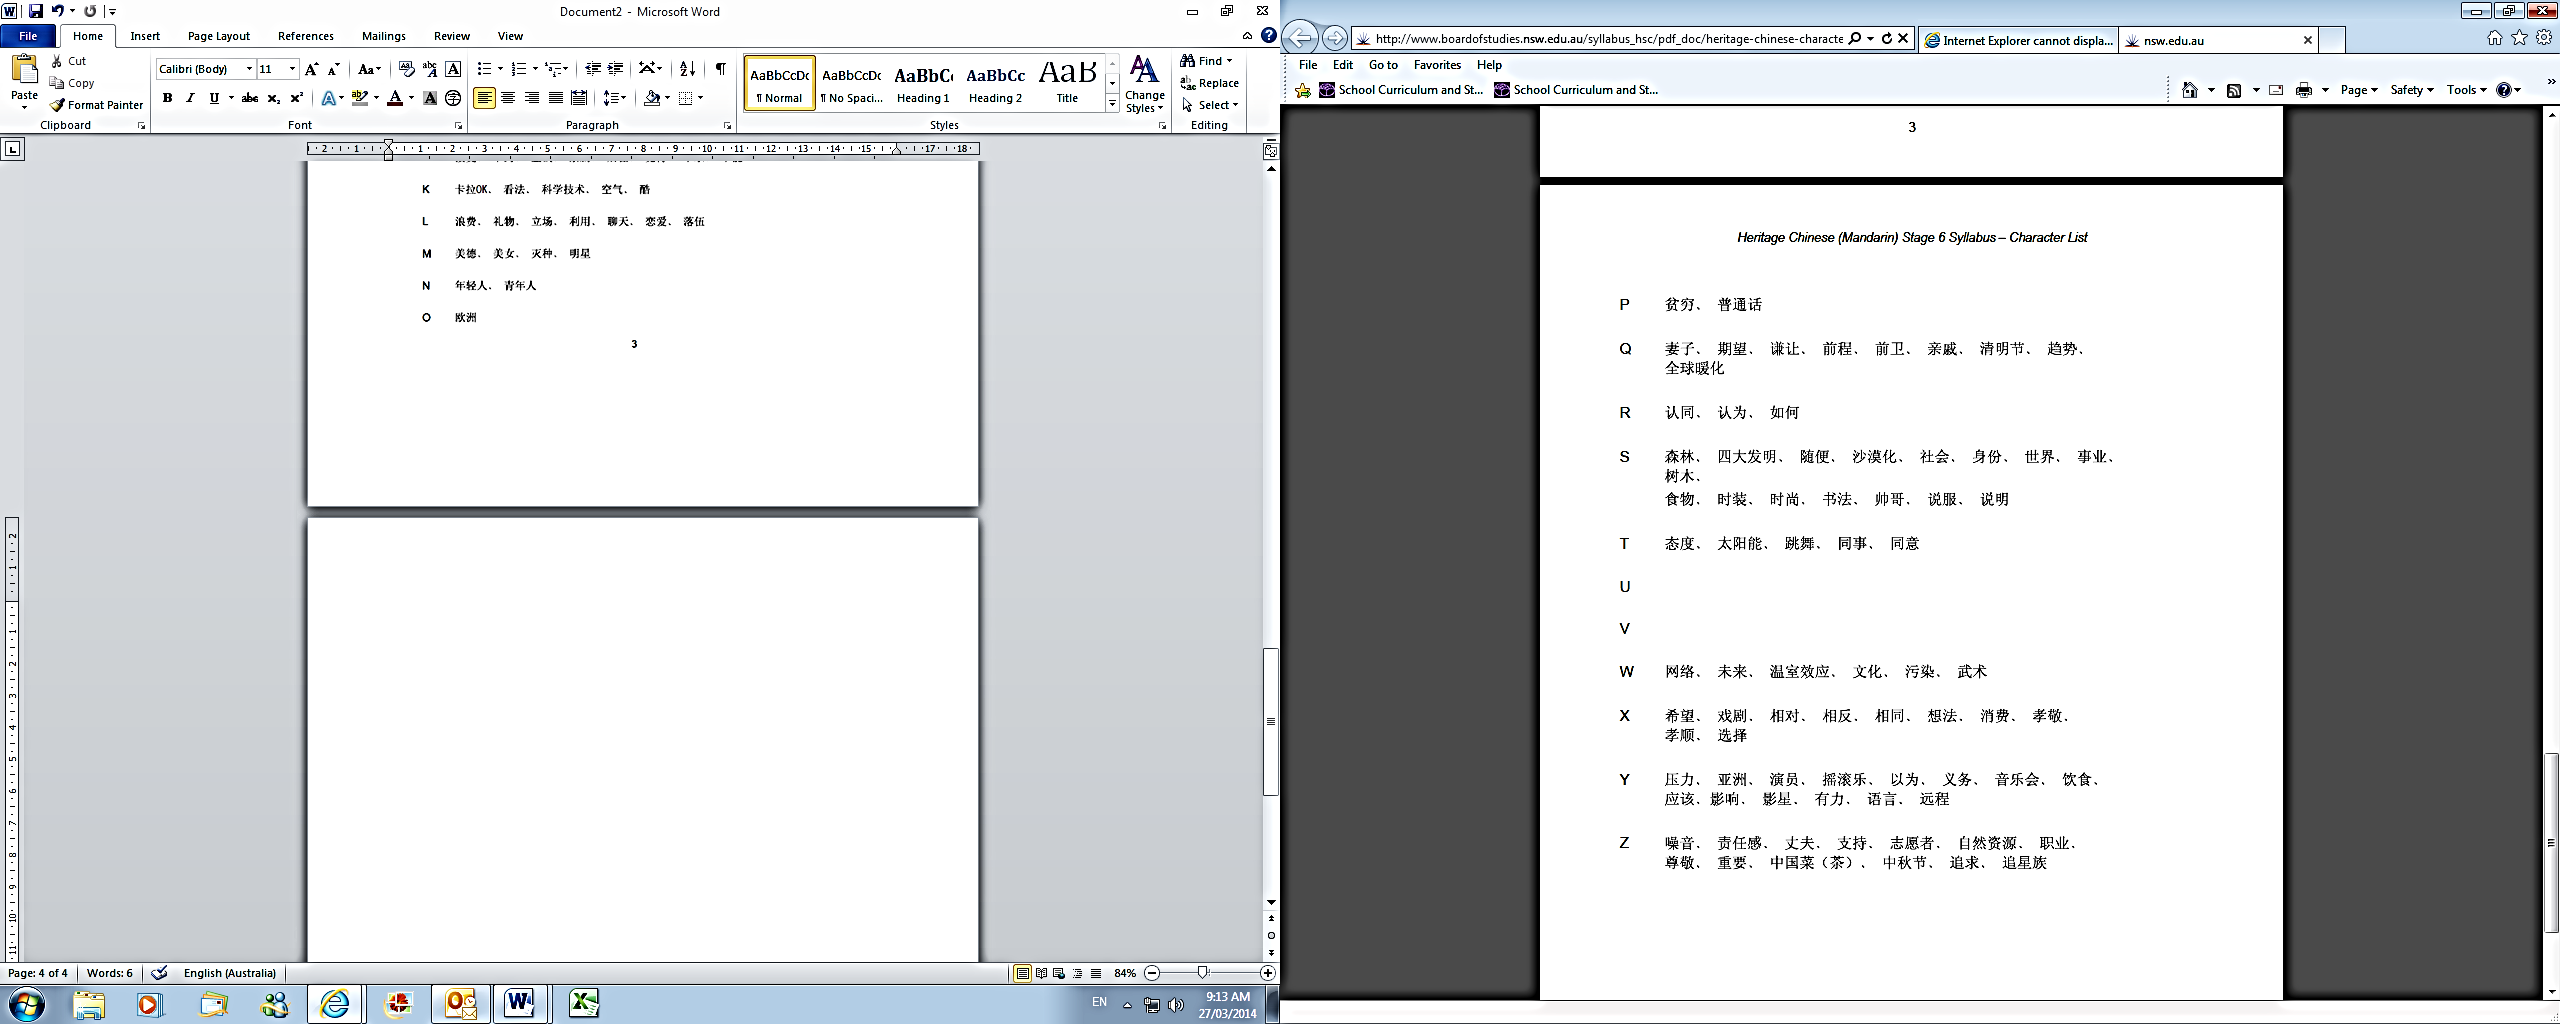 Document2 - Microsoft Word
File Home Insert Page Layout References Mailings Review View
Cut
Copy
Format Painter
Paste
Clipboard
Calibri (Body) 11
Font
Paragraph
AaBbCcDc AaBbCcDc AaBbC AaBbCc AaB
¶ Normal ¶ No Spaci... Heading 1 Heading 2 Title
Change Styles
Styles
Find
Replace
Select
Editing
K 卡拉OK、 看法、 科学技术、 空气、 酷
L 浪费、 礼物、 立场、 利用、 聊天、 恋爱、 落伍
M 美德、 美女、 灭种、 明星
N 年轻人、 青年人
O 欧洲
3
Page: 4 of 4 Words: 6 English (Australia) 84%
EN 9:13 AM
27/03/2014
http://www.boardofstudies.nsw.edu.au/syllabus_hsc/pdf_doc/heritage-chinese-characte
Internet Explorer cannot displa... nsw.edu.au
File Edit Go to Favorites Help
School Curriculum and St... School Curriculum and St...
Page Safety Tools
3
Heritage Chinese (Mandarin) Stage 6 Syllabus – Character List
P 贫穷、 普通话
Q 妻子、 期望、 谦让、 前程、 前卫、 亲戚、 清明节、 趋势、
全球暖化
R 认同、 认为、 如何
S 森林、 四大发明、 随便、 沙漠化、 社会、 身份、 世界、 事业、
树木、
食物、 时装、 时尚、 书法、 帅哥、 说服、 说明
T 态度、 太阳能、 跳舞、 同事、 同意
U
V
W 网络、 未来、 温室效应、 文化、 污染、 武术
X 希望、 戏剧、 相对、 相反、 相同、 想法、 消费、 孝敬、
孝顺、 选择
Y 压力、 亚洲、 演员、 摇滚乐、 以为、 义务、 音乐会、 饮食、
应该、影响、 影星、 有力、 语言、 远程
Z 噪音、 责任感、 丈夫、 支持、 志愿者、 自然资源、 职业、
尊敬、 重要、 中国菜（茶）、 中秋节、 追求、 追星族